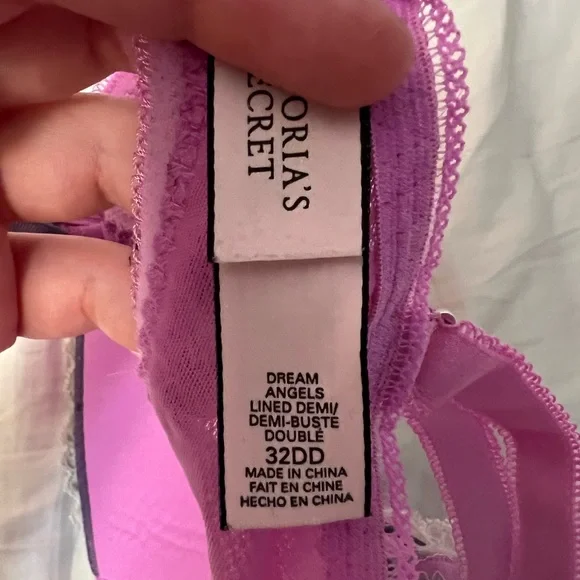 ORIA'S
ECRET
DREAM
ANGELS
LINED DEMI/
DEMI-BUSTE
DOUBLÉ
32DD
MADE IN CHINA
FAIT EN CHINE
HECHO EN CHINA